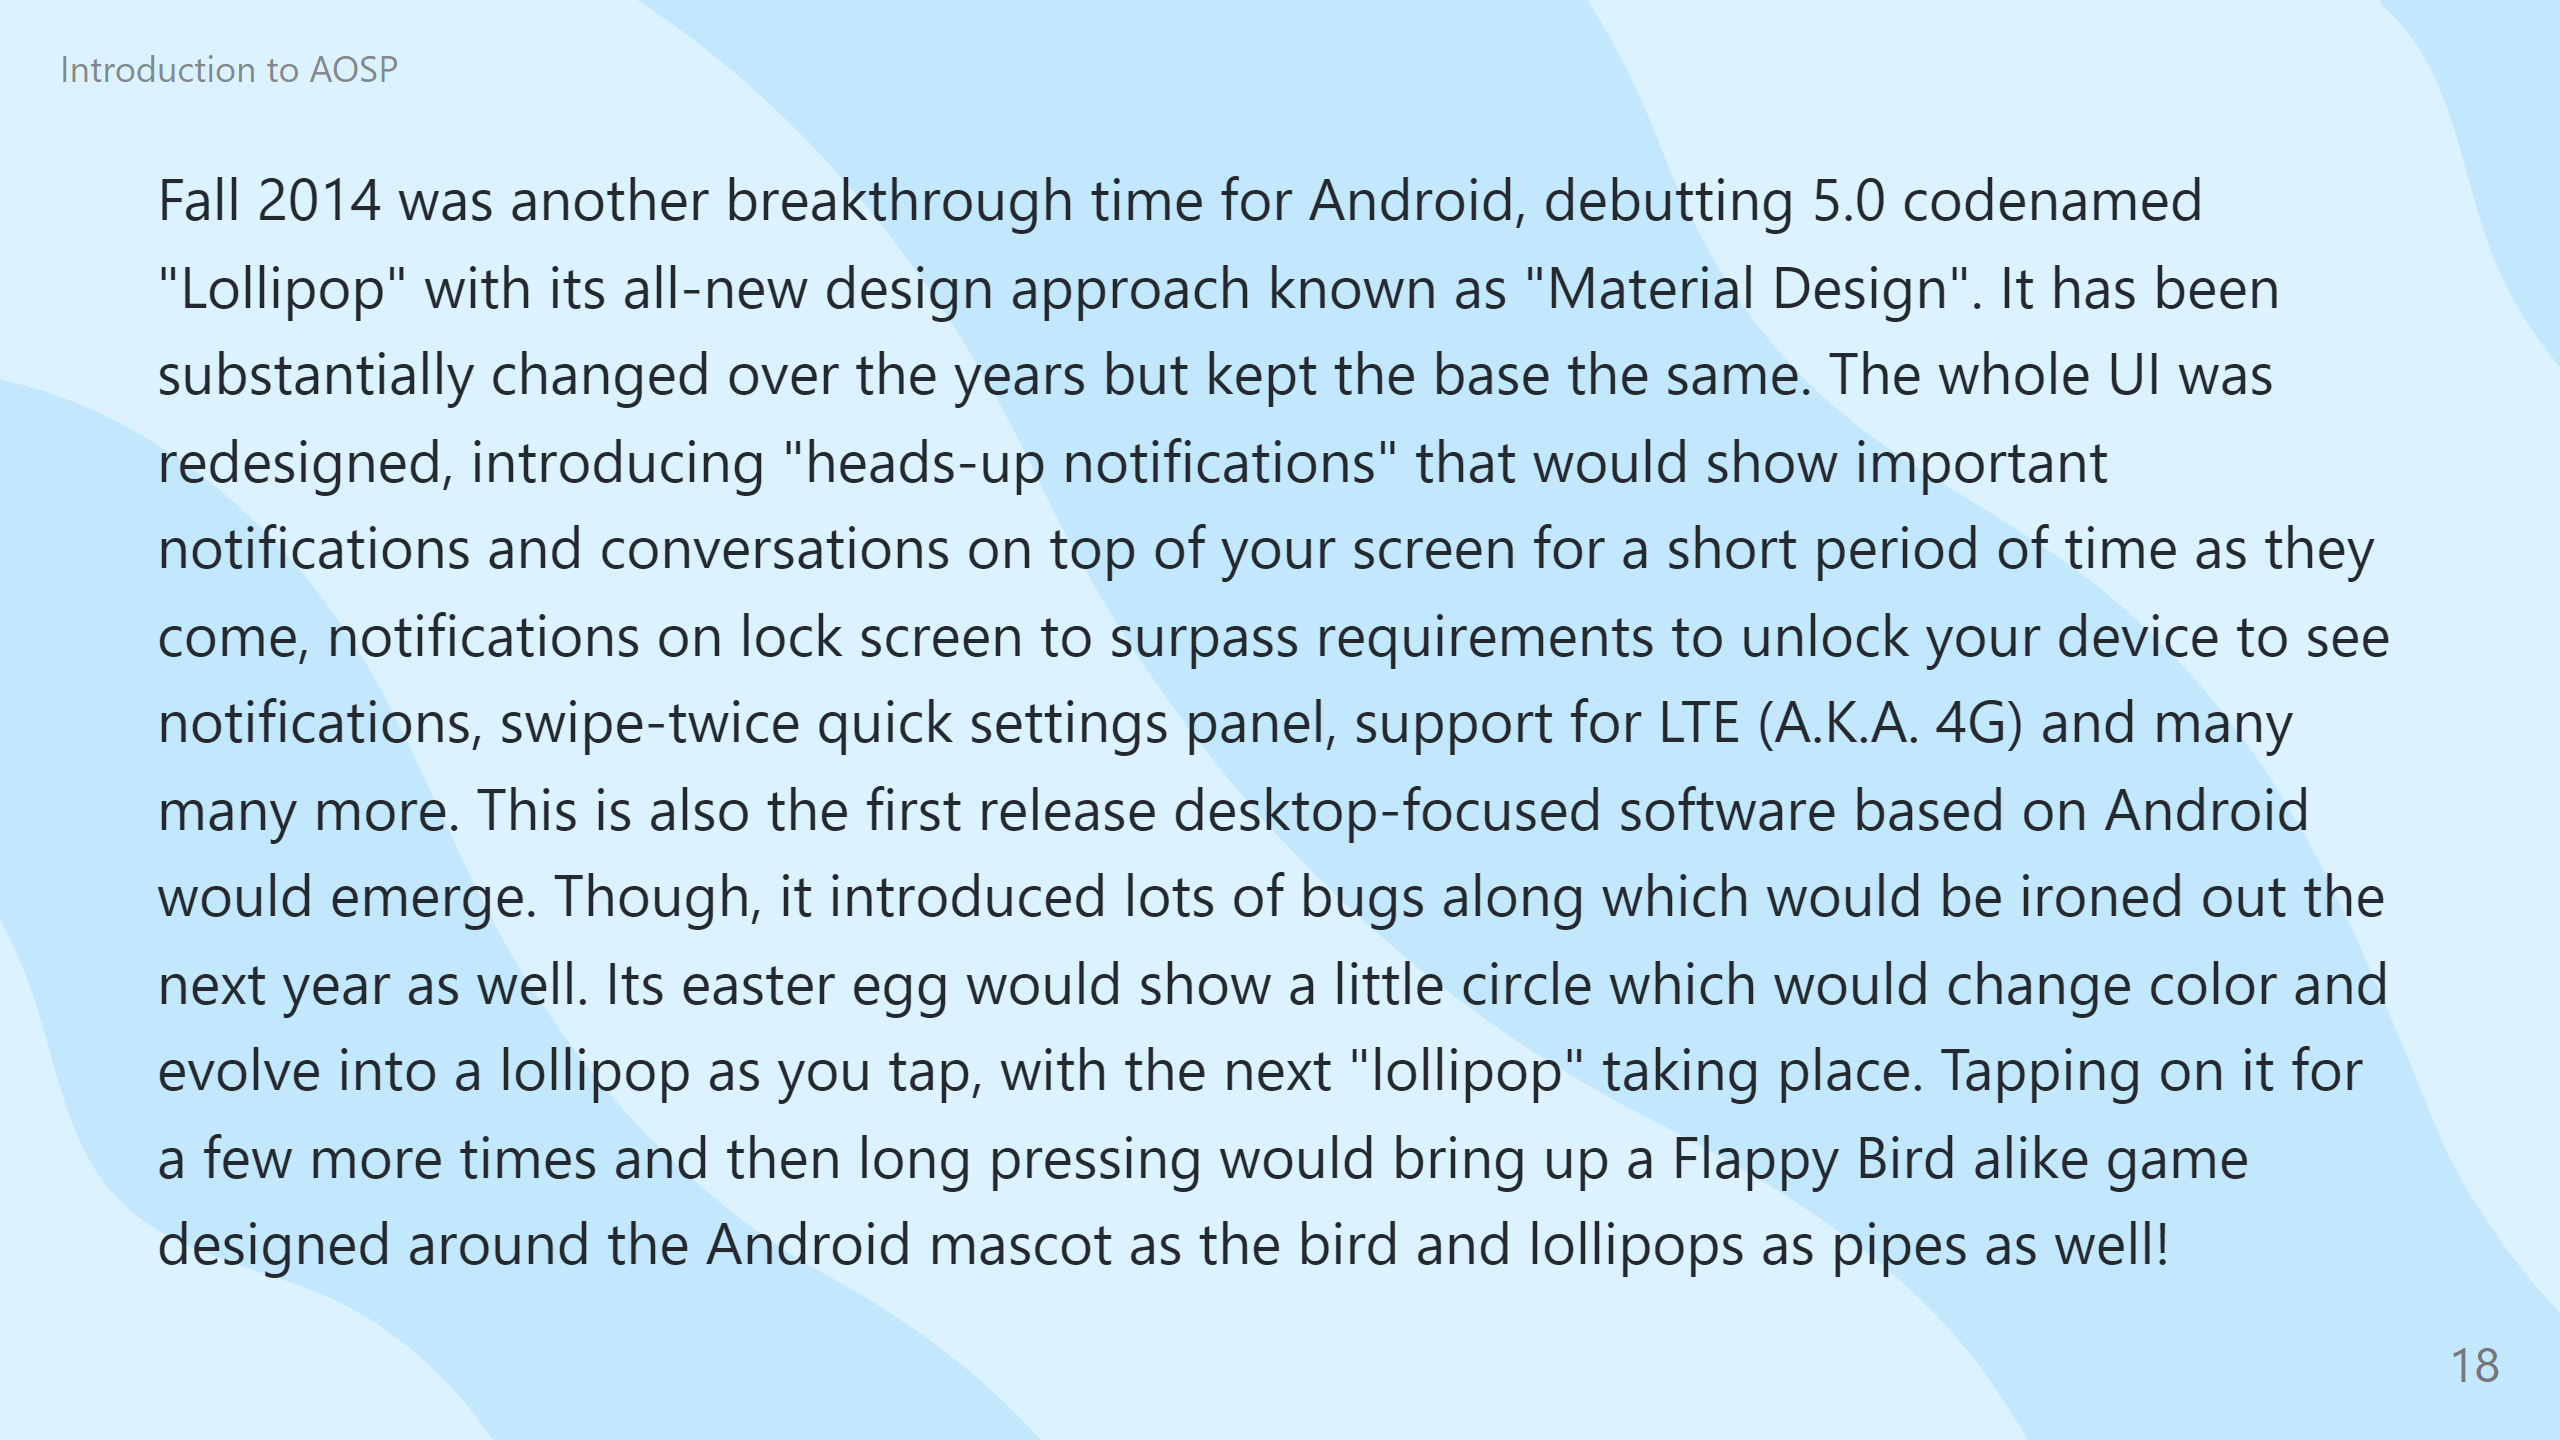 Introduction to AOSP
Fall 2014 was another breakthrough time for Android, debutting 5.0 codenamed
"Lollipop" with its all-new design approach known as "Material Design". It has been
substantially changed over the years but kept the base the same. The whole UI was
redesigned, introducing "heads-up notifications" that would show important
notifications and conversations on top of your screen for a short period of time as they
come, notifications on lock screen to surpass requirements to unlock your device to see
notifications, swipe-twice quick settings panel, support for LTE (A.K.A. 4G) and many
many more. This is also the first release desktop-focused software based on Android
would emerge. Though, it introduced lots of bugs along which would be ironed out the
next year as well. Its easter egg would show a little circle which would change color and
evolve into a lollipop as you tap, with the next "lollipop" taking place. Tapping on it for
a few more times and then long pressing would bring up a Flappy Bird alike game
designed around the Android mascot as the bird and lollipops as pipes as well!
18